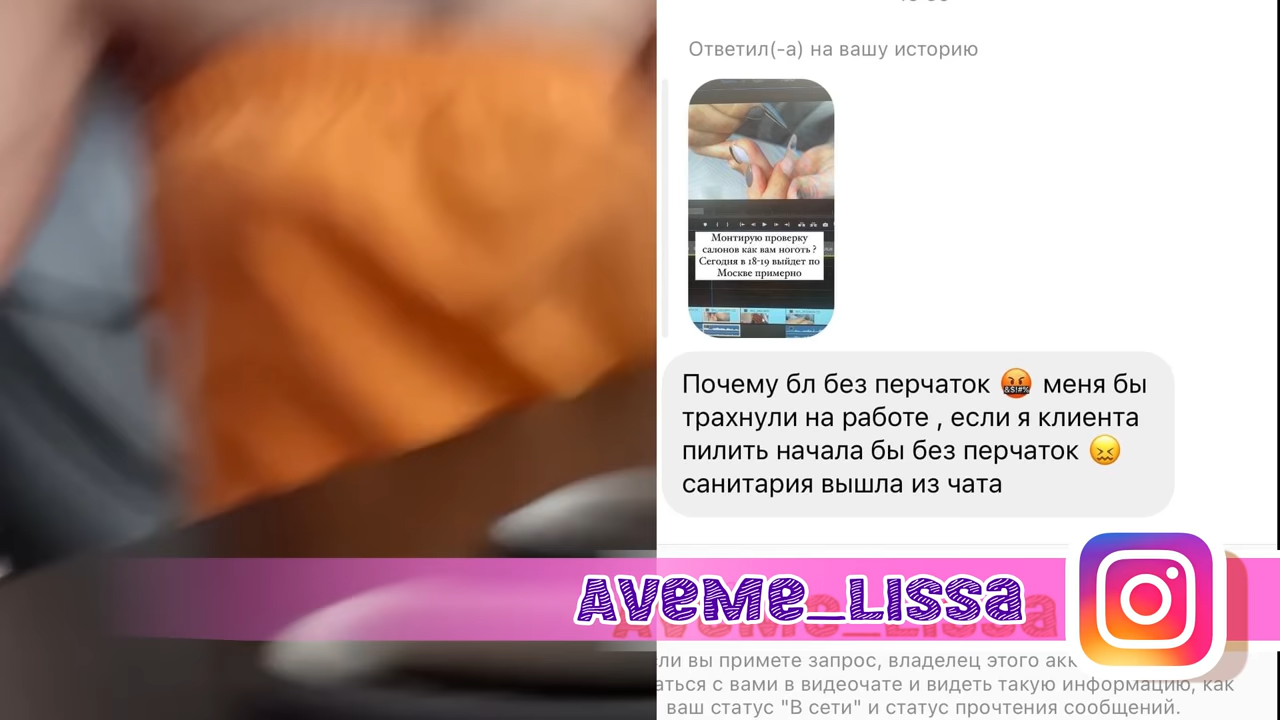 Ответил(-а) на вашу историю
Монтирую проверку
салонов как вам ноготь ?
Сегодня в 18-19 выйдет по
Москве примерно
Почему бл без перчаток 🤬 меня бы
трахнули на работе , если я клиента
пилить начала бы без перчаток 😖
санитария вышла из чата
AVeMe_LISSa
ли вы примете запрос, владелец этого акк
аться с вами в видеочате и видеть такую информацию, как
ваш статус "В сети" и статус прочтения сообщений.